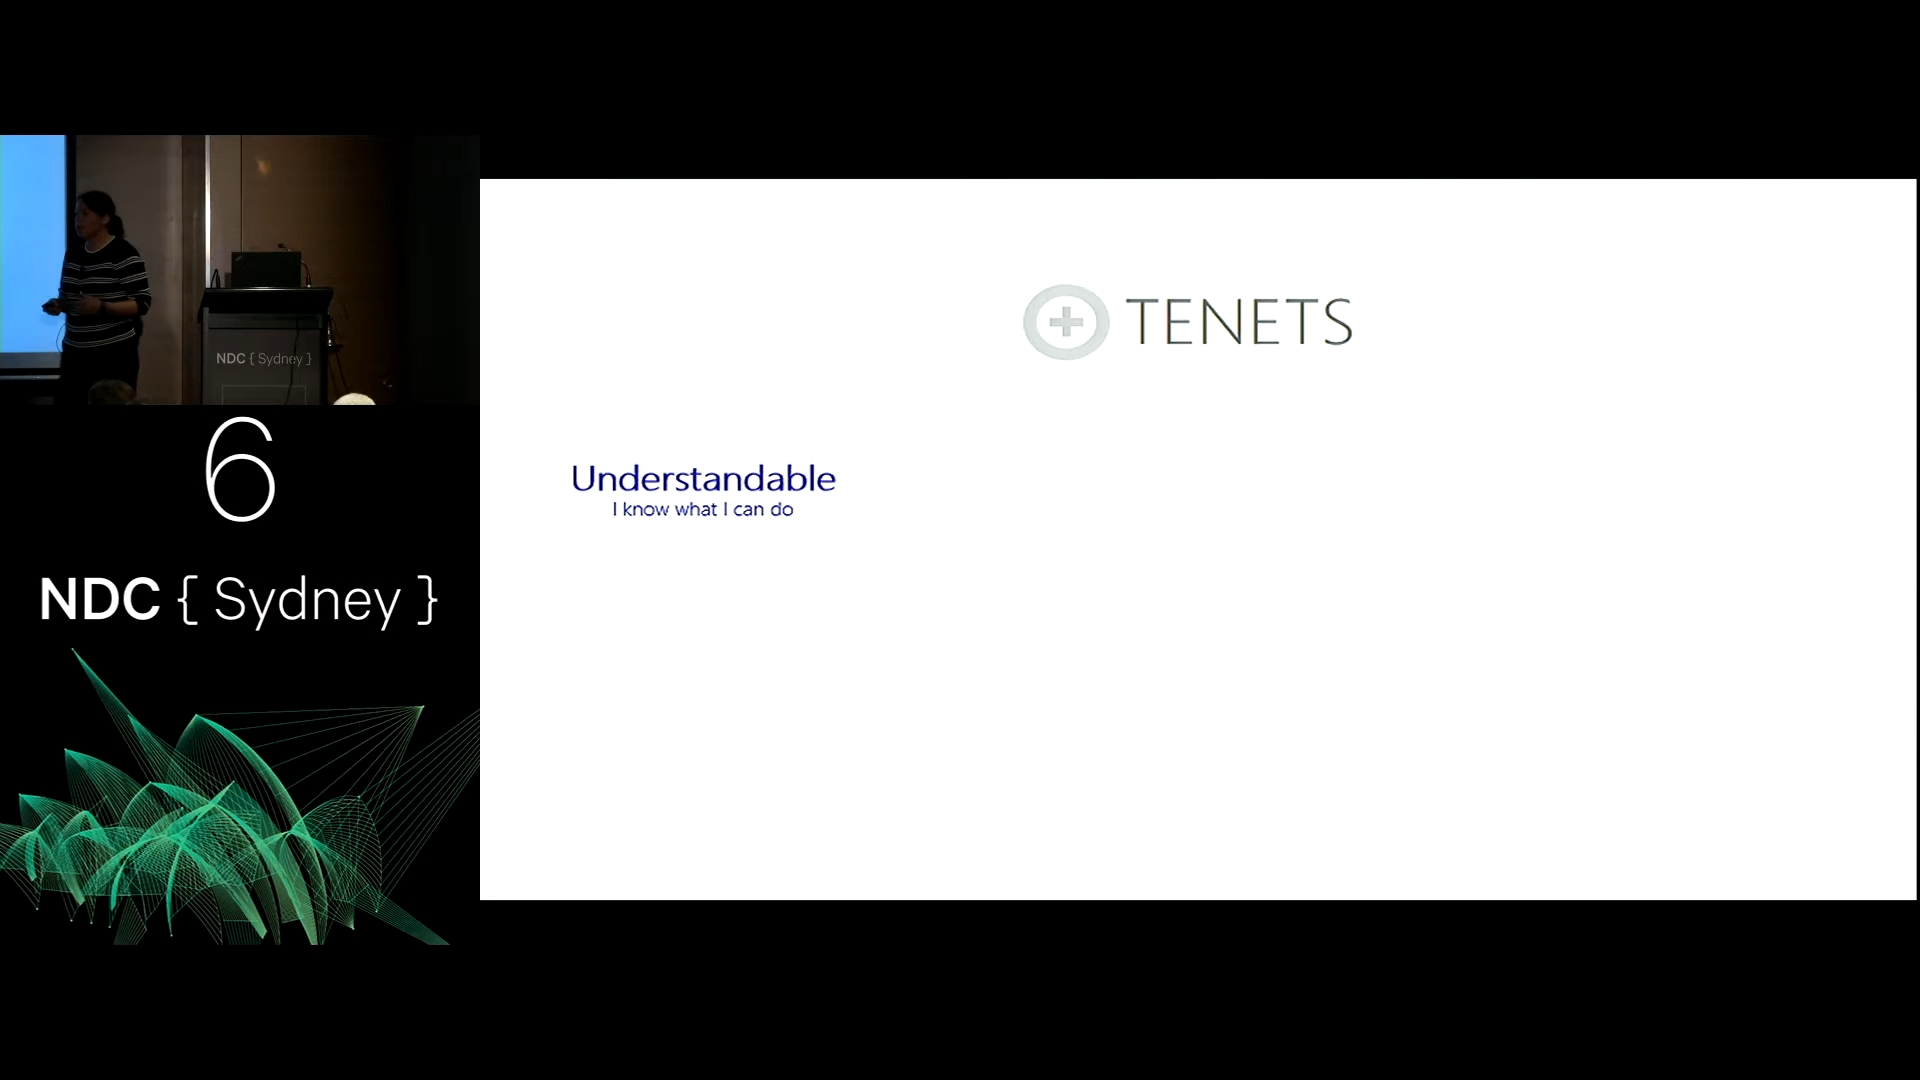 NDC { Sydney }
6
NDC { Sydney }
TENETS
Understandable
I know what I can do